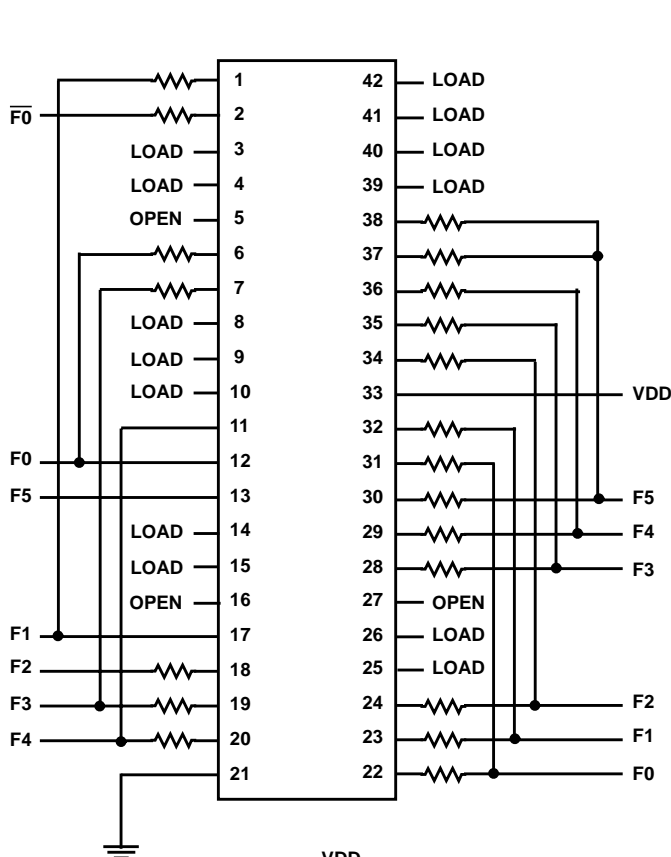 1 42 LOAD
F0 2 41 LOAD
LOAD 3 40 LOAD
LOAD 4 39 LOAD
OPEN 5 38
6 37
7 36
LOAD 8 35
LOAD 9 34
LOAD 10 33 VDD
11 32
F0 12 31
F5 13 30 F5
LOAD 14 29 F4
LOAD 15 28 F3
OPEN 16 27 OPEN
F1 17 26 LOAD
F2 18 25 LOAD
F3 19 24 F2
F4 20 23 F1
21 22 F0
VDD